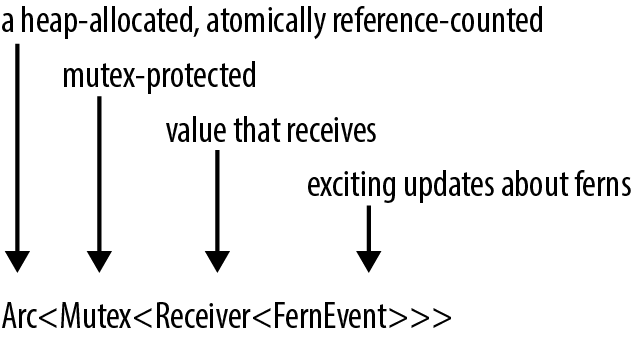 a heap-allocated, atomically reference-counted
mutex-protected
value that receives
exciting updates about ferns
Arc<Mutex<Receiver<FernEvent>>>